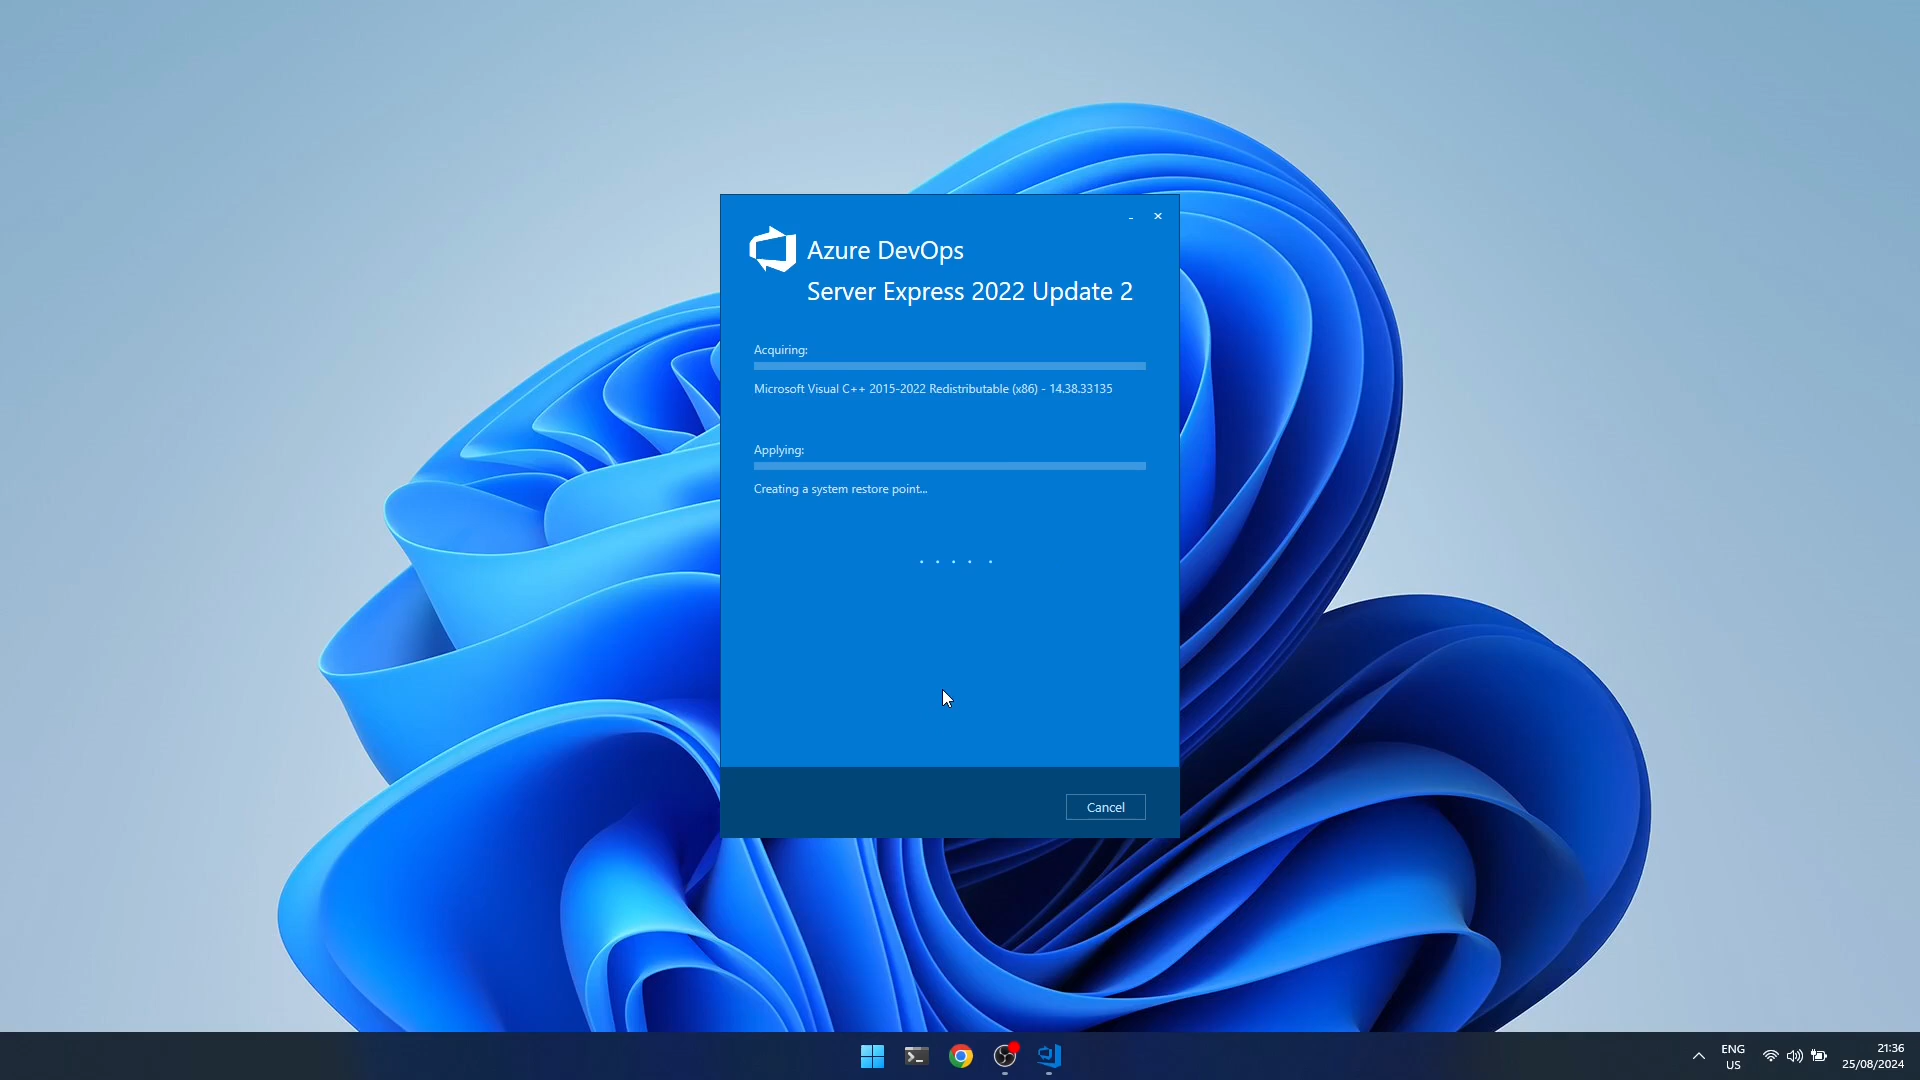 Azure DevOps
Server Express 2022 Update 2
Acquiring:
Microsoft Visual C++ 2015-2022 Redistributable (x86) - 14.38.33135
Applying:
Creating a system restore point...
Cancel
ENG
US
21:36
25/08/2024